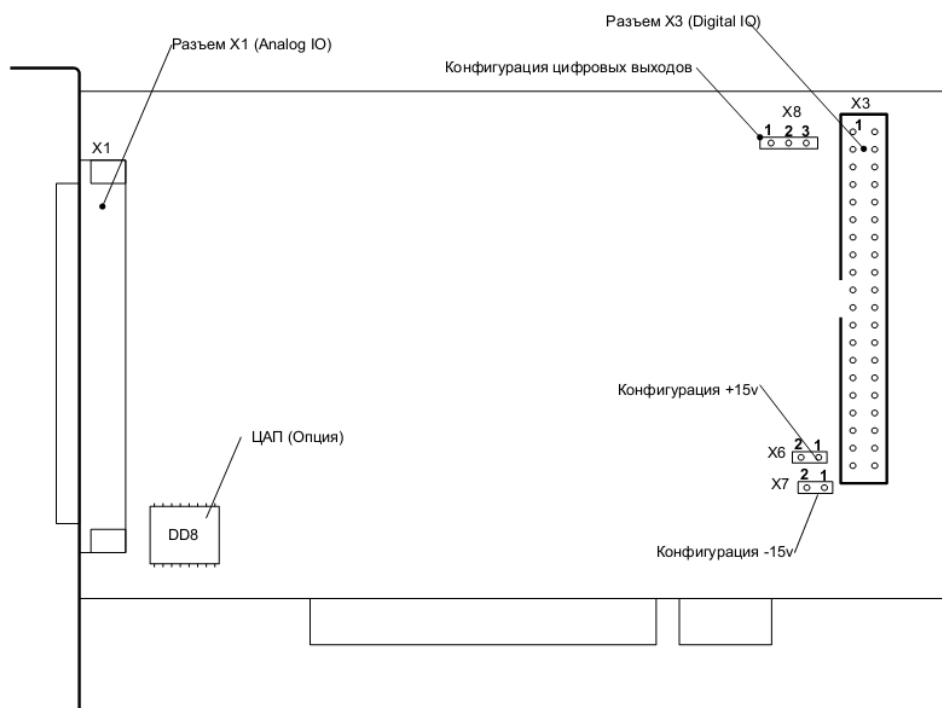 Разъем X3 (Digital IO)
Разъем X1 (Analog IO)
Конфигурация цифровых выходов
X8
X3
1 2 3
1
X1
Конфигурация +15v
ЦАП (Опция)
2 1
X6
2 1
X7
DD8
Конфигурация -15v